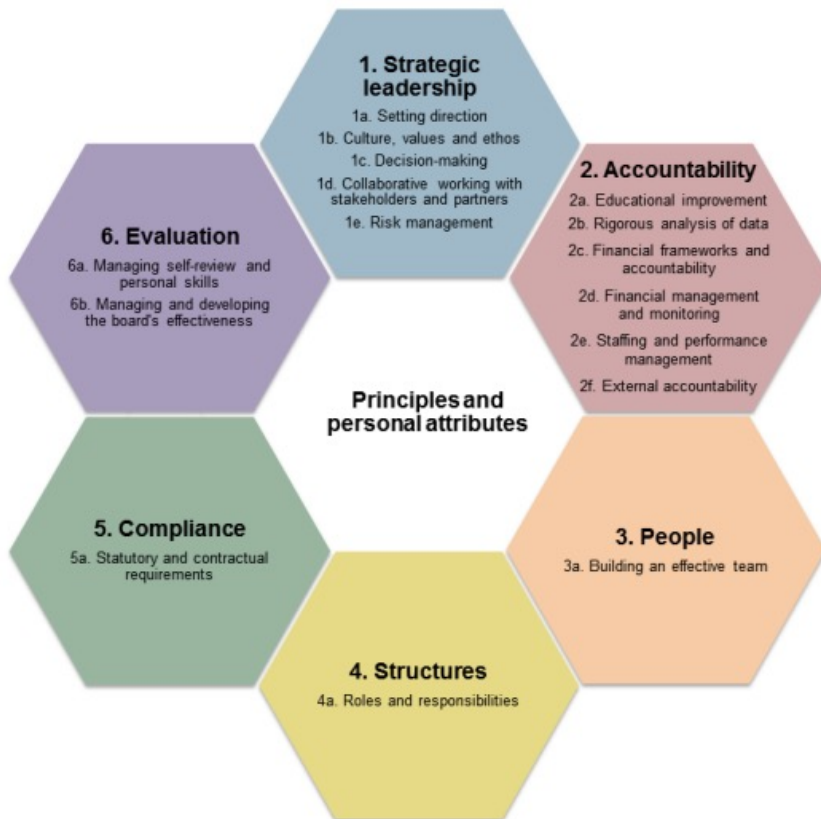 1. Strategic
leadership
1a. Setting direction
1b. Culture, values and ethos
1c. Decision-making
1d. Collaborative working with
stakeholders and partners
1e. Risk management
2. Accountability
2a. Educational improvement
2b. Rigorous analysis of data
2c. Financial frameworks and
accountability
2d. Financial management
and monitoring
2e. Staffing and performance
management
2f. External accountability
3. People
3a. Building an effective team
4. Structures
4a. Roles and responsibilities
5. Compliance
5a. Statutory and contractual
requirements
6. Evaluation
6a. Managing self-review and
personal skills
6b. Managing and developing
the board's effectiveness
Principles and
personal attributes